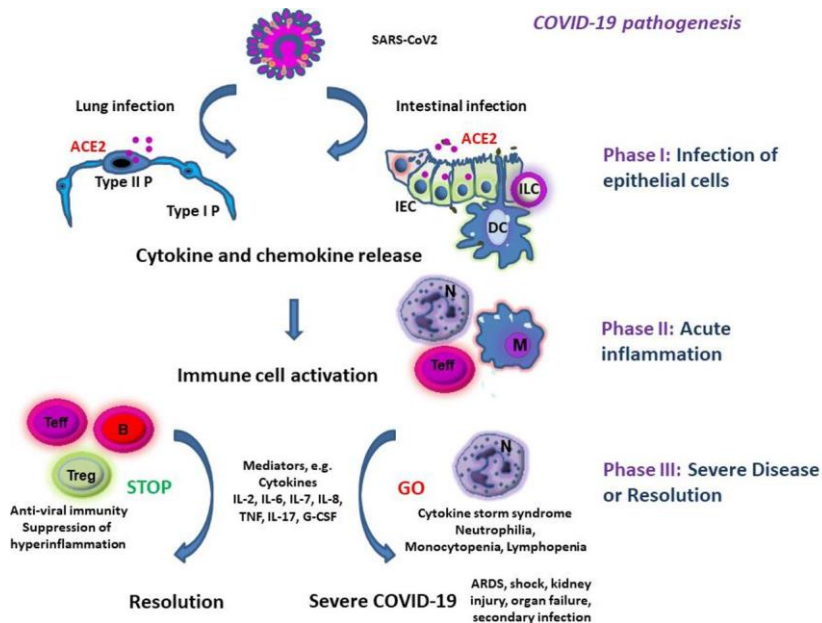 COVID-19 pathogenesis
SARS-CoV2
Lung infection
Intestinal infection
ACE2
ACE2
Type II P
Type I P
IEC
ILC
DC
Phase I: Infection of
epithelial cells
Cytokine and chemokine release
N
M
Teff
Phase II: Acute
inflammation
Immune cell activation
Teff
B
Treg
STOP
Anti-viral immunity
Suppression of
hyperinflammation
Mediators, e.g.
Cytokines
IL-2, IL-6, IL-7, IL-8,
TNF, IL-17, G-CSF
GO
N
Cytokine storm syndrome
Neutrophilia,
Monocytopenia, Lymphopenia
Phase III: Severe Disease
or Resolution
Resolution
Severe COVID-19
ARDS, shock, kidney
injury, organ failure,
secondary infection